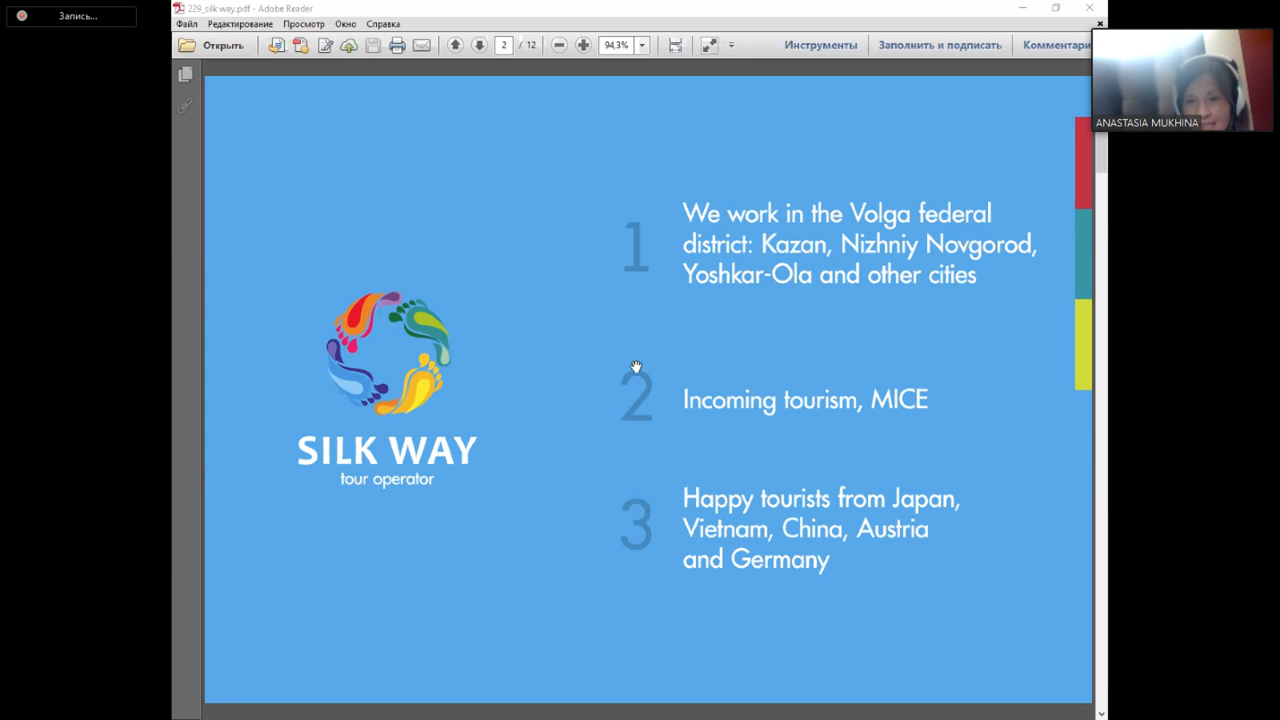 Запись...
229_silk way.pdf - Adobe Reader
Файл Редактирование Просмотр Окно Справка
Открыть 2 / 12 94,3% Инструменты Заполнить и подписать Комментари
ANASTASIA MUKHINA
1
We work in the Volga federal
district: Kazan, Nizhniy Novgorod,
Yoshkar-Ola and other cities
2
Incoming tourism, MICE
SILK WAY
tour operator
3
Happy tourists from Japan,
Vietnam, China, Austria
and Germany